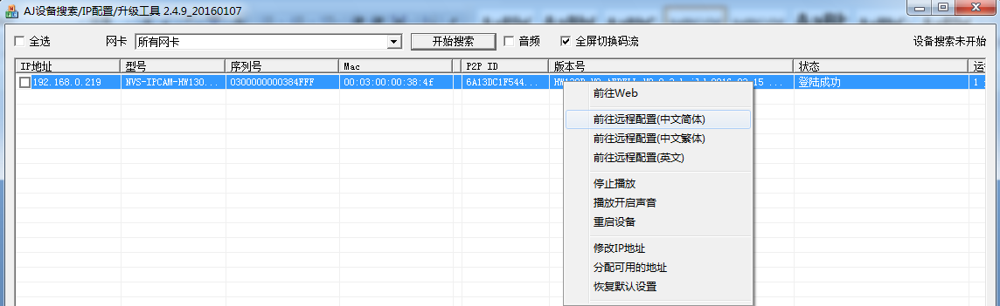 AJ设备搜索/IP配置/升级工具 2.4.9_20160107
全选 网卡 所有网卡 开始搜索 音频 全屏切换码流 设备搜索未开始
IP地址 型号 序列号 Mac P2P ID 版本号 状态 运
192.168.0.219 NVS-IPCAM-HW130... 0300000000384FFF 00:03:00:00:38:4f 6A13DC1F544... 登陆成功 1
前往Web
前往远程配置(中文简体)
前往远程配置(中文繁体)
前往远程配置(英文)
停止播放
播放开启声音
重启设备
修改IP地址
分配可用的地址
恢复默认设置